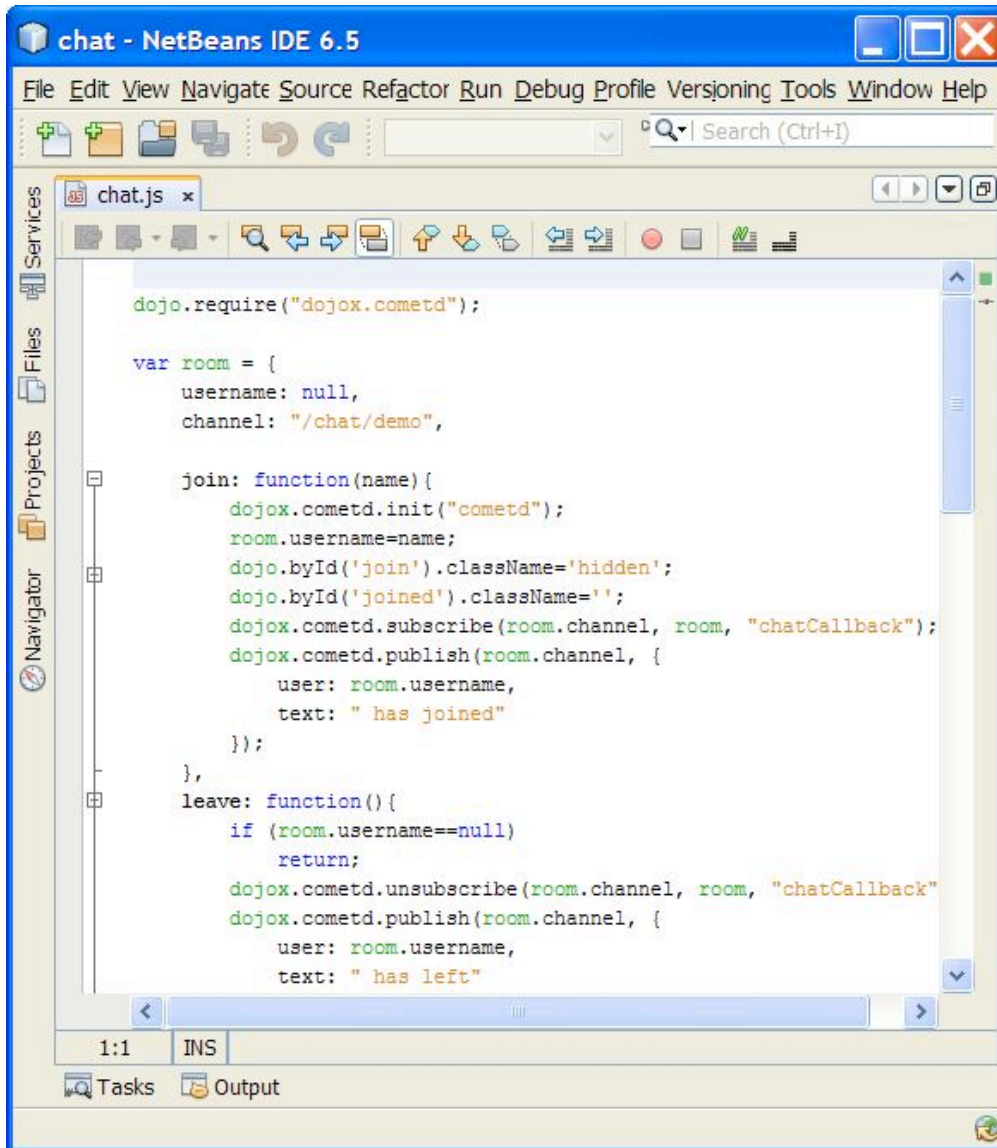 chat - NetBeans IDE 6.5
File Edit View Navigate Source Refactor Run Debug Profile Versioning Tools Window Help
Search (Ctrl+I)
Services
Files
Projects
Navigator
chat.js
dojo.require("dojox.cometd");
var room = {
username: null,
channel: "/chat/demo",
join: function(name){
dojox.cometd.init("cometd");
room.username=name;
dojo.byId('join').className='hidden';
dojo.byId('joined').className='';
dojox.cometd.subscribe(room.channel, room, "chatCallback");
dojox.cometd.publish(room.channel, {
user: room.username,
text: " has joined"
});
},
leave: function(){
if (room.username==null)
return;
dojox.cometd.unsubscribe(room.channel, room, "chatCallback"
dojox.cometd.publish(room.channel, {
user: room.username,
text: " has left"
1:1 INS
Tasks Output